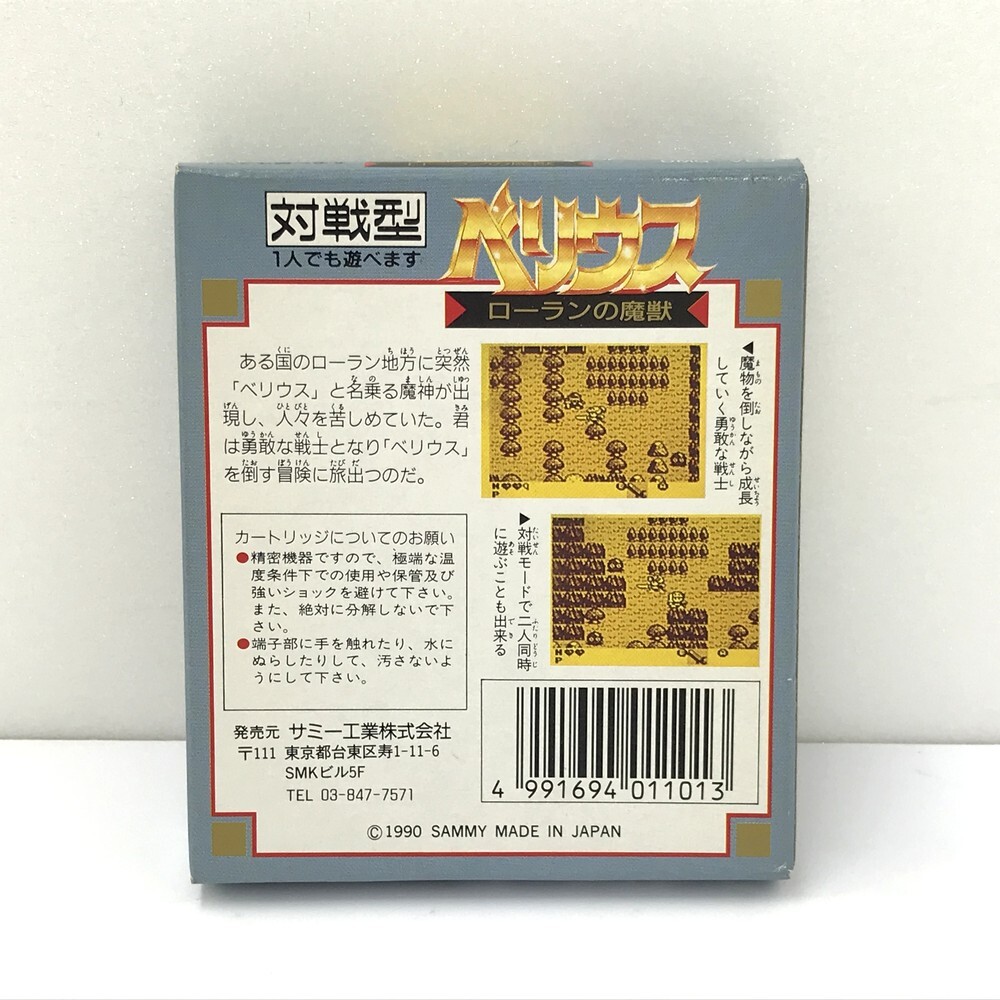 対戦型
1人でも遊べます
ベリウス
ローランの魔獣
ある国のローラン地方に突然
「ベリウス」と名乗る魔神が出
現し、人々を苦しめていた。君
は勇敢な戦士となり「ベリウス」
を倒す冒険に旅出つのだ。
◀魔物を倒しながら成長
していく勇敢な戦士
▶対戦モードで二人同時
に遊ぶことも出来る
カートリッジについてのお願い
●精密機器ですので、極端な温
度条件下での使用や保管及び
強いショックを避けて下さい。
また、絶対に分解しないで下
さい。
●端子部に手を触れたり、水に
ぬらしたりして、汚さないよ
うにして下さい。
発売元 サミー工業株式会社
〒111 東京都台東区寿1-11-6
SMKビル5F
TEL 03-847-7571
4 991694 011013
©1990 SAMMY MADE IN JAPAN